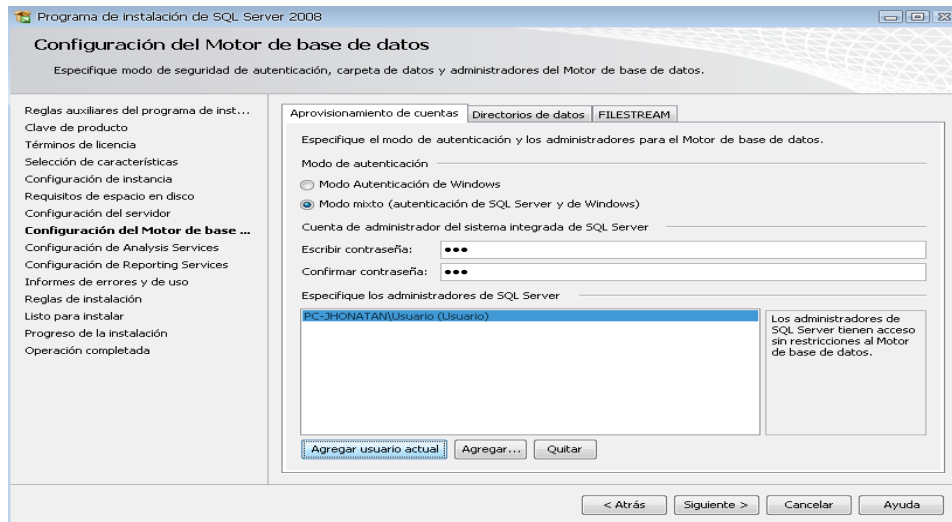 Programa de instalación de SQL Server 2008
Configuración del Motor de base de datos
Especifique modo de seguridad de autenticación, carpeta de datos y administradores del Motor de base de datos.
Reglas auxiliares del programa de inst...
Clave de producto
Términos de licencia
Selección de características
Configuración de instancia
Requisitos de espacio en disco
Configuración del servidor
Configuración del Motor de base ...
Configuración de Analysis Services
Configuración de Reporting Services
Informes de errores y de uso
Reglas de instalación
Listo para instalar
Progreso de la instalación
Operación completada
Aprovisionamiento de cuentas Directorios de datos FILESTREAM
Especifique el modo de autenticación y los administradores para el Motor de base de datos.
Modo de autenticación
Modo Autenticación de Windows
Modo mixto (autenticación de SQL Server y de Windows)
Cuenta de administrador del sistema integrada de SQL Server
Escribir contraseña: ●●●
Confirmar contraseña: ●●●
Especifique los administradores de SQL Server
PC-JHONATAN\Usuario (Usuario)
Los administradores de
SQL Server tienen acceso
sin restricciones al Motor
de base de datos.
Agregar usuario actual Agregar... Quitar
< Atrás Siguiente > Cancelar Ayuda